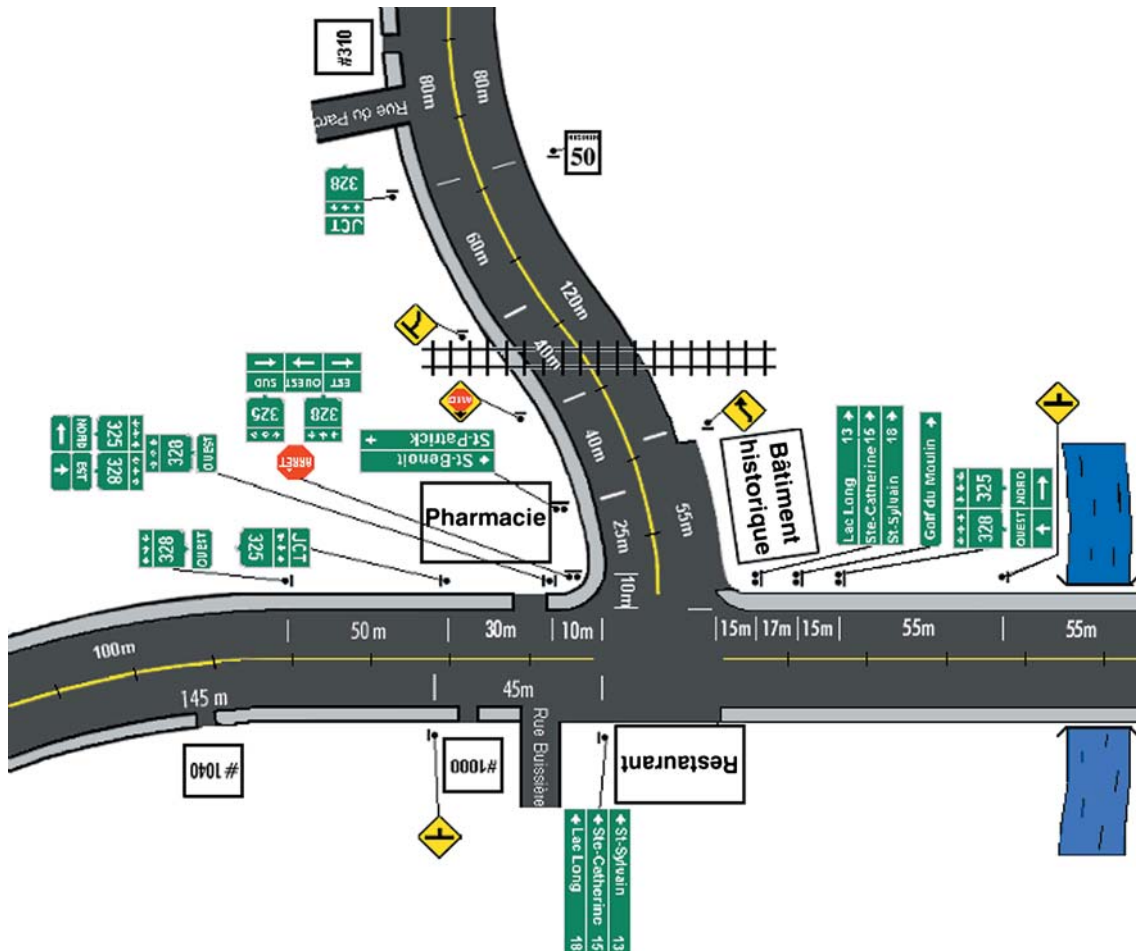 #310
80m
80m
Rue du Parc
50
JCT
328
60m
120m
40m
40m
25m
10m
55m
SUD
OUEST
EST
325
328
ARRÊT
ARRÊT
St-Benoît
St-Patrick
NORD
EST
325
328
328
OUEST
328
OUEST
JCT
325
Pharmacie
Bâtiment
historique
Lac Long 13
Ste-Catherine 15
St-Sylvain 18
Golf du Moulin
325
328
NORD
OUEST
100m
50 m
30m
10m
15m
17m
15m
55m
55m
145 m
45m
# 1040
#1000
Rue Buissière
Restaurant
St-Sylvain 13
Ste-Catherine 15
Lac Long 18